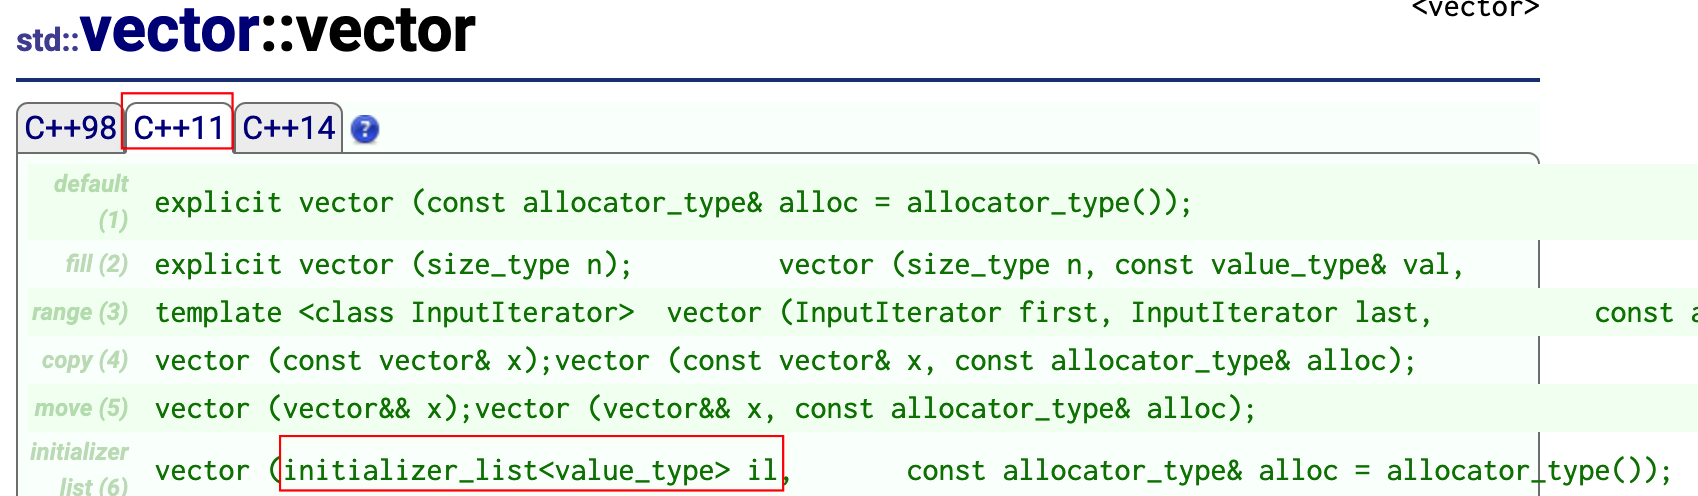 <vector>
std::vector::vector
C++98 C++11 C++14 ?
default (1) explicit vector (const allocator_type& alloc = allocator_type());
fill (2) explicit vector (size_type n); vector (size_type n, const value_type& val,
range (3) template <class InputIterator> vector (InputIterator first, InputIterator last, const a
copy (4) vector (const vector& x);vector (const vector& x, const allocator_type& alloc);
move (5) vector (vector&& x);vector (vector&& x, const allocator_type& alloc);
initializer list (6) vector (initializer_list<value_type> il, const allocator_type& alloc = allocator_type());